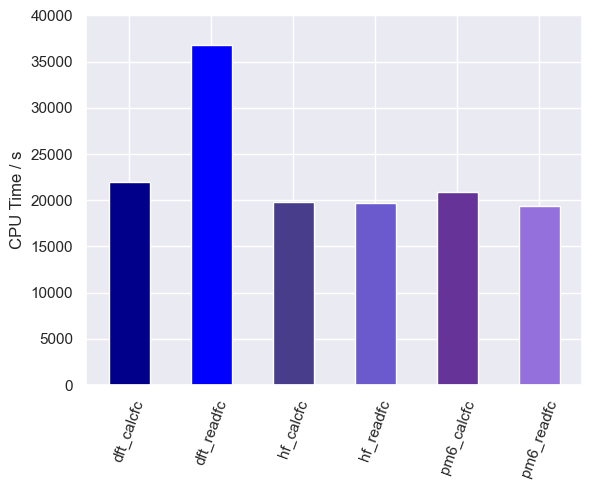 40000
35000
30000
25000
20000
15000
10000
5000
0
CPU Time / s
dft_calcfc
dft_readfc
hf_calcfc
hf_readfc
pm6_calcfc
pm6_readfc